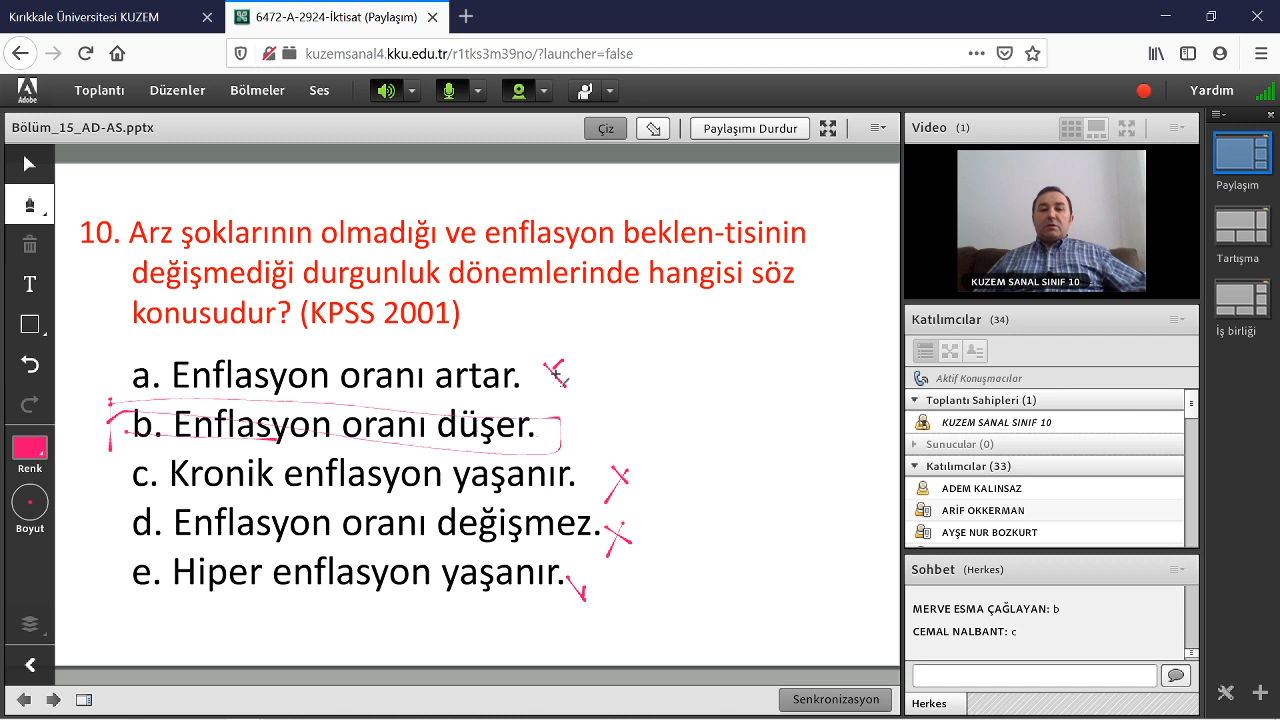 Kırıkkale Üniversitesi KUZEM
6472-A-2924-İktisat (Paylaşım)
kuzemsanal4.kku.edu.tr/r1tks3m39no/?launcher=false
Adobe
Toplantı
Düzenler
Bölmeler
Ses
Yardım
Bölüm_15_AD-AS.pptx
Çiz
Paylaşımı Durdur
10. Arz şoklarının olmadığı ve enflasyon beklen-tisinin
değişmediği durgunluk dönemlerinde hangisi söz
konusudur? (KPSS 2001)
a. Enflasyon oranı artar.
b. Enflasyon oranı düşer.
c. Kronik enflasyon yaşanır.
d. Enflasyon oranı değişmez.
e. Hiper enflasyon yaşanır.
T
Renk
Boyut
Senkronizasyon
Video (1)
KUZEM SANAL SINIF 10
Katılımcılar (34)
Aktif Konuşmacılar
Toplantı Sahipleri (1)
KUZEM SANAL SINIF 10
Sunucular (0)
Katılımcılar (33)
ADEM KALINSAZ
ARİF OKKERMAN
AYŞE NUR BOZKURT
Sohbet (Herkes)
MERVE ESMA ÇAĞLAYAN: b
CEMAL NALBANT: c
Herkes
Paylaşım
Tartışma
İş birliği